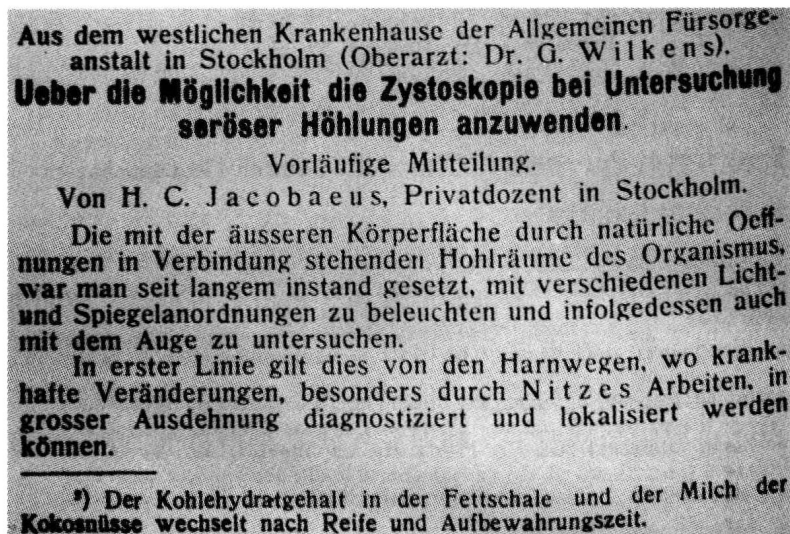 Aus dem westlichen Krankenhause der Allgemeinen Fürsorge-
anstalt in Stockholm (Oberarzt: Dr. G. Wilkens).
Ueber die Möglichkeit die Zystoskopie bei Untersuchung
seröser Höhlungen anzuwenden.
Vorläufige Mitteilung.
Von H. C. Jacobaeus, Privatdozent in Stockholm.
Die mit der äusseren Körperfläche durch natürliche Oeff-
nungen in Verbindung stehenden Hohlräume des Organismus,
war man seit langem instand gesetzt, mit verschiedenen Licht-
und Spiegelanordnungen zu beleuchten und infolgedessen auch
mit dem Auge zu untersuchen.
In erster Linie gilt dies von den Harnwegen, wo krank-
hafte Veränderungen, besonders durch Nitzes Arbeiten, in
grosser Ausdehnung diagnostiziert und lokalisiert werden
können.
⁸) Der Kohlehydratgehalt in der Fettschale und der Milch der
Kokosnüsse wechselt nach Reife und Aufbewahrungszeit.